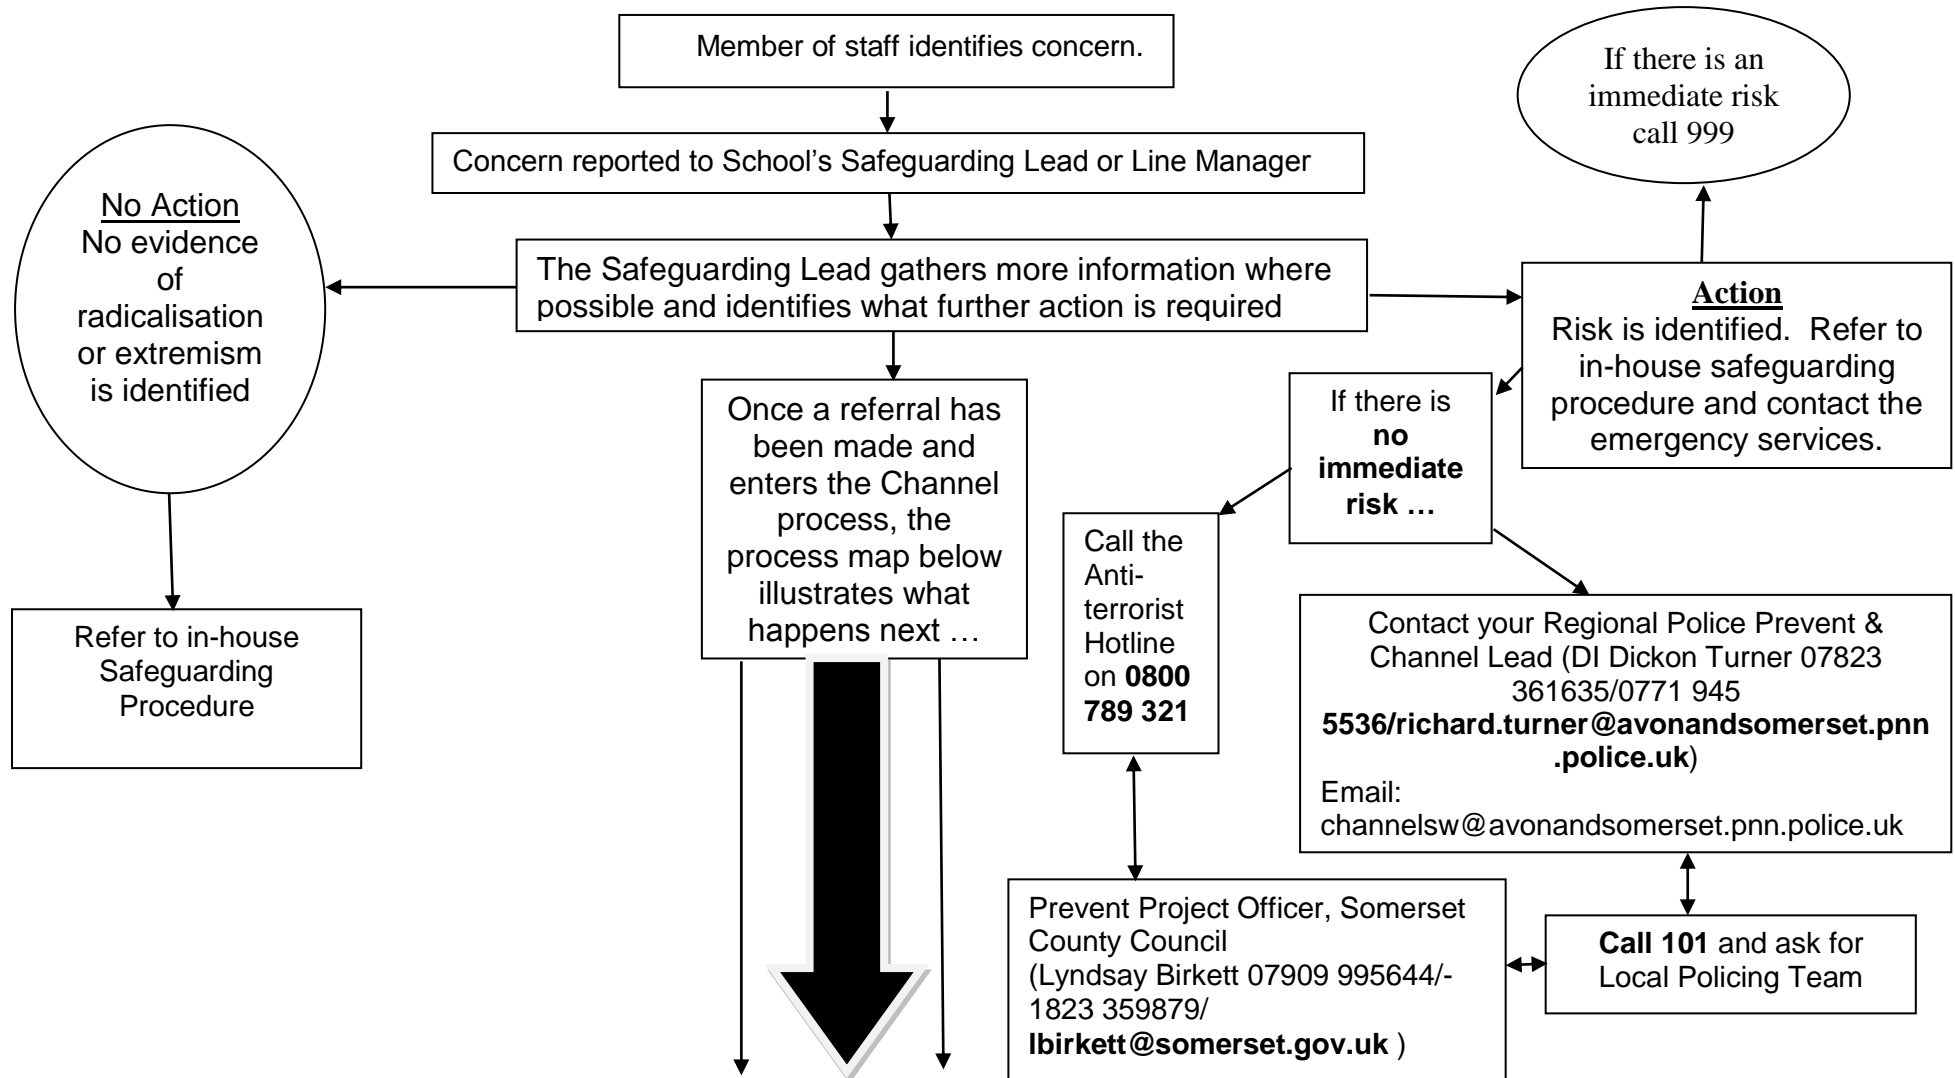 Member of staff identifies concern.
If there is an
immediate risk
call 999
Concern reported to School's Safeguarding Lead or Line Manager
No Action
No evidence
of
radicalisation
or extremism
is identified
The Safeguarding Lead gathers more information where
possible and identifies what further action is required
Action
Risk is identified.  Refer to
in-house safeguarding
procedure and contact the
emergency services.
Once a referral has
been made and
enters the Channel
process, the
process map below
illustrates what
happens next …
If there is
no
immediate
risk …
Call the
Anti-
terrorist
Hotline
on 0800
789 321
Refer to in-house
Safeguarding
Procedure
Contact your Regional Police Prevent &
Channel Lead (DI Dickon Turner 07823
361635/0771 945
5536/richard.turner@avonandsomerset.pnn
.police.uk)
Email:
channelsw@avonandsomerset.pnn.police.uk
Prevent Project Officer, Somerset
County Council
(Lyndsay Birkett 07909 995644/-
1823 359879/
lbirkett@somerset.gov.uk )
Call 101 and ask for
Local Policing Team